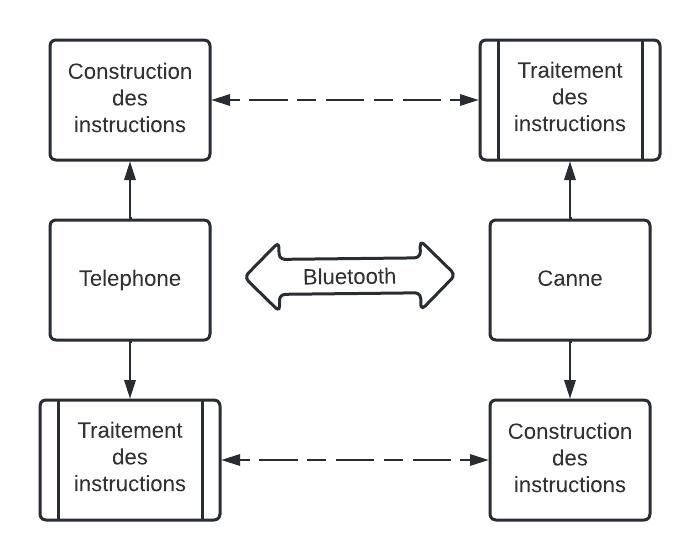 Construction
des
instructions
Traitement
des
instructions
Telephone
Bluetooth
Canne
Traitement
des
instructions
Construction
des
instructions